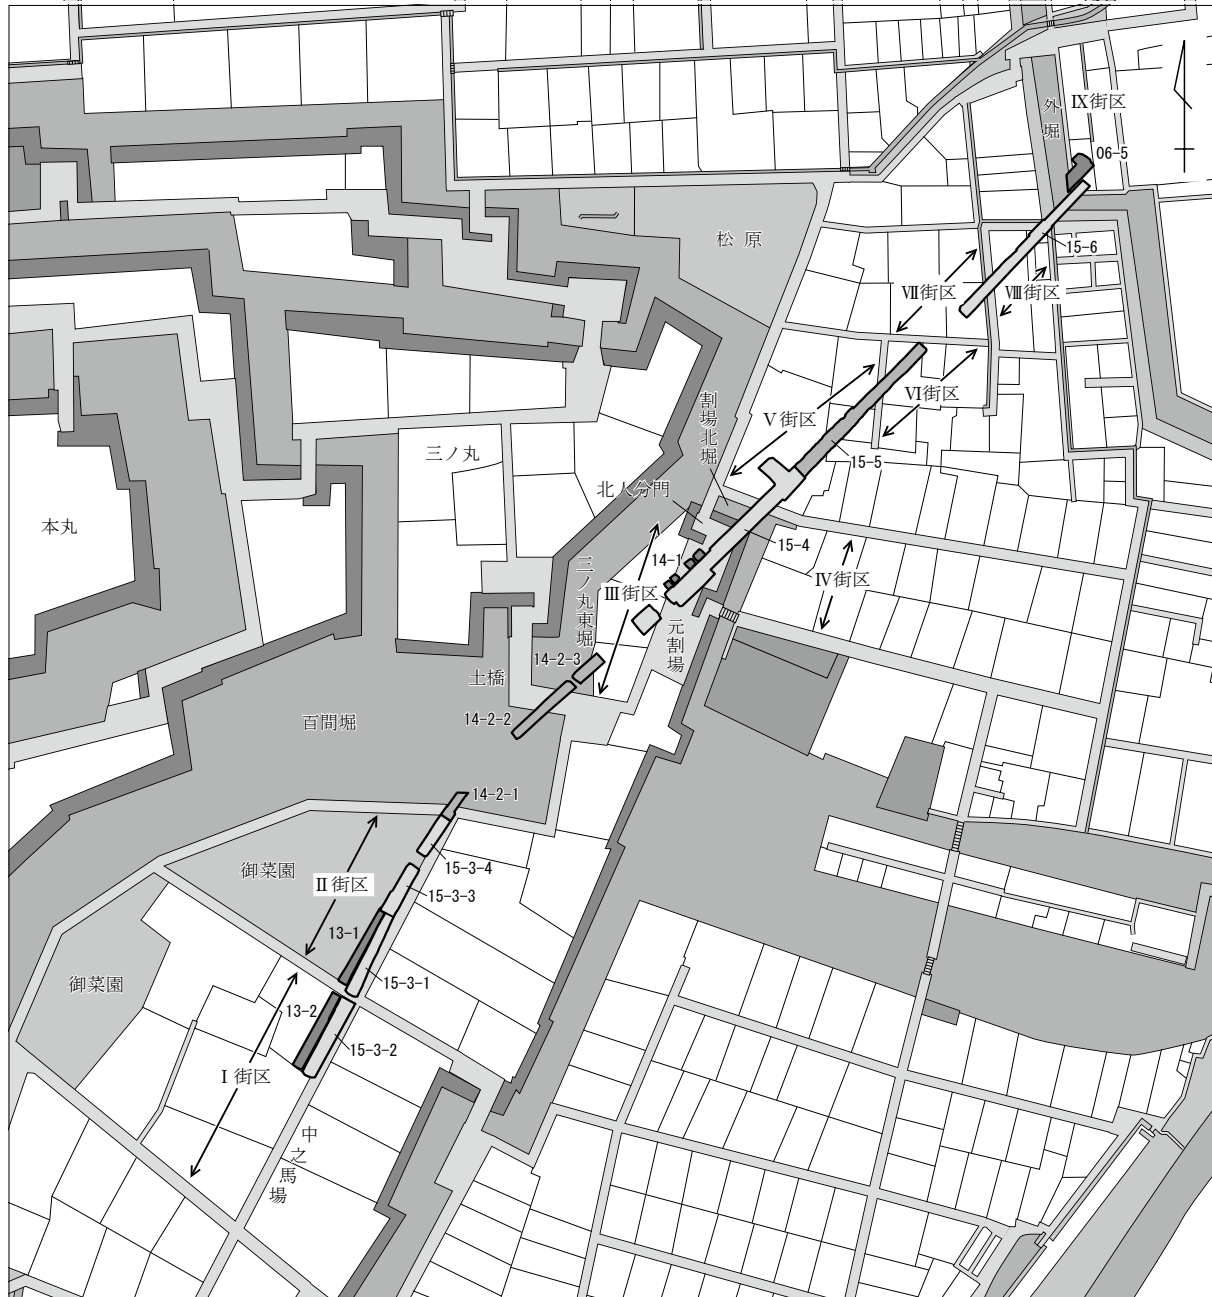 外堀
Ⅸ街区
06-5
松原
15-6
Ⅶ街区
Ⅷ街区
割場北堀
Ⅴ街区
Ⅵ街区
三ノ丸
15-5
北人分門
本丸
15-4
14-1
三ノ丸東堀
Ⅲ街区
Ⅳ街区
元割場
14-2-3
土橋
14-2-2
百間堀
14-2-1
15-3-4
御菜園
Ⅱ街区
15-3-3
13-1
御菜園
15-3-1
13-2
15-3-2
Ⅰ街区
中之馬場